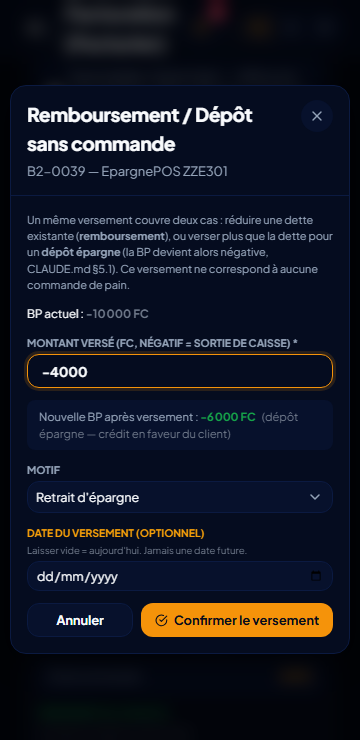 Remboursement / Dépôt
sans commande
B2-0039 — EpargnePOS ZZE301
Un même versement couvre deux cas : réduire une dette
existante (remboursement), ou verser plus que la dette pour
un dépôt épargne (la BP devient alors négative,
CLAUDE.md §5.1). Ce versement ne correspond à aucune
commande de pain.
BP actuel : -10 000 FC
MONTANT VERSÉ (FC, NÉGATIF = SORTIE DE CAISSE) *
-4000
Nouvelle BP après versement : -6 000 FC (dépôt
épargne — crédit en faveur du client)
MOTIF
Retrait d'épargne
DATE DU VERSEMENT (OPTIONNEL)
Laisser vide = aujourd'hui. Jamais une date future.
dd/mm/yyyy
Annuler
Confirmer le versement